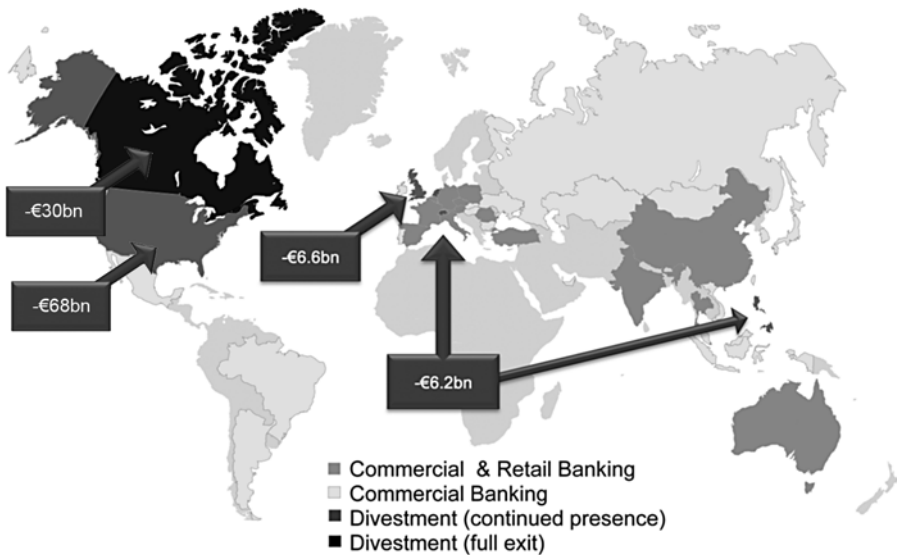 -€30bn
-€6.6bn
-€68bn
-€6.2bn
Commercial & Retail Banking
Commercial Banking
Divestment (continued presence)
Divestment (full exit)